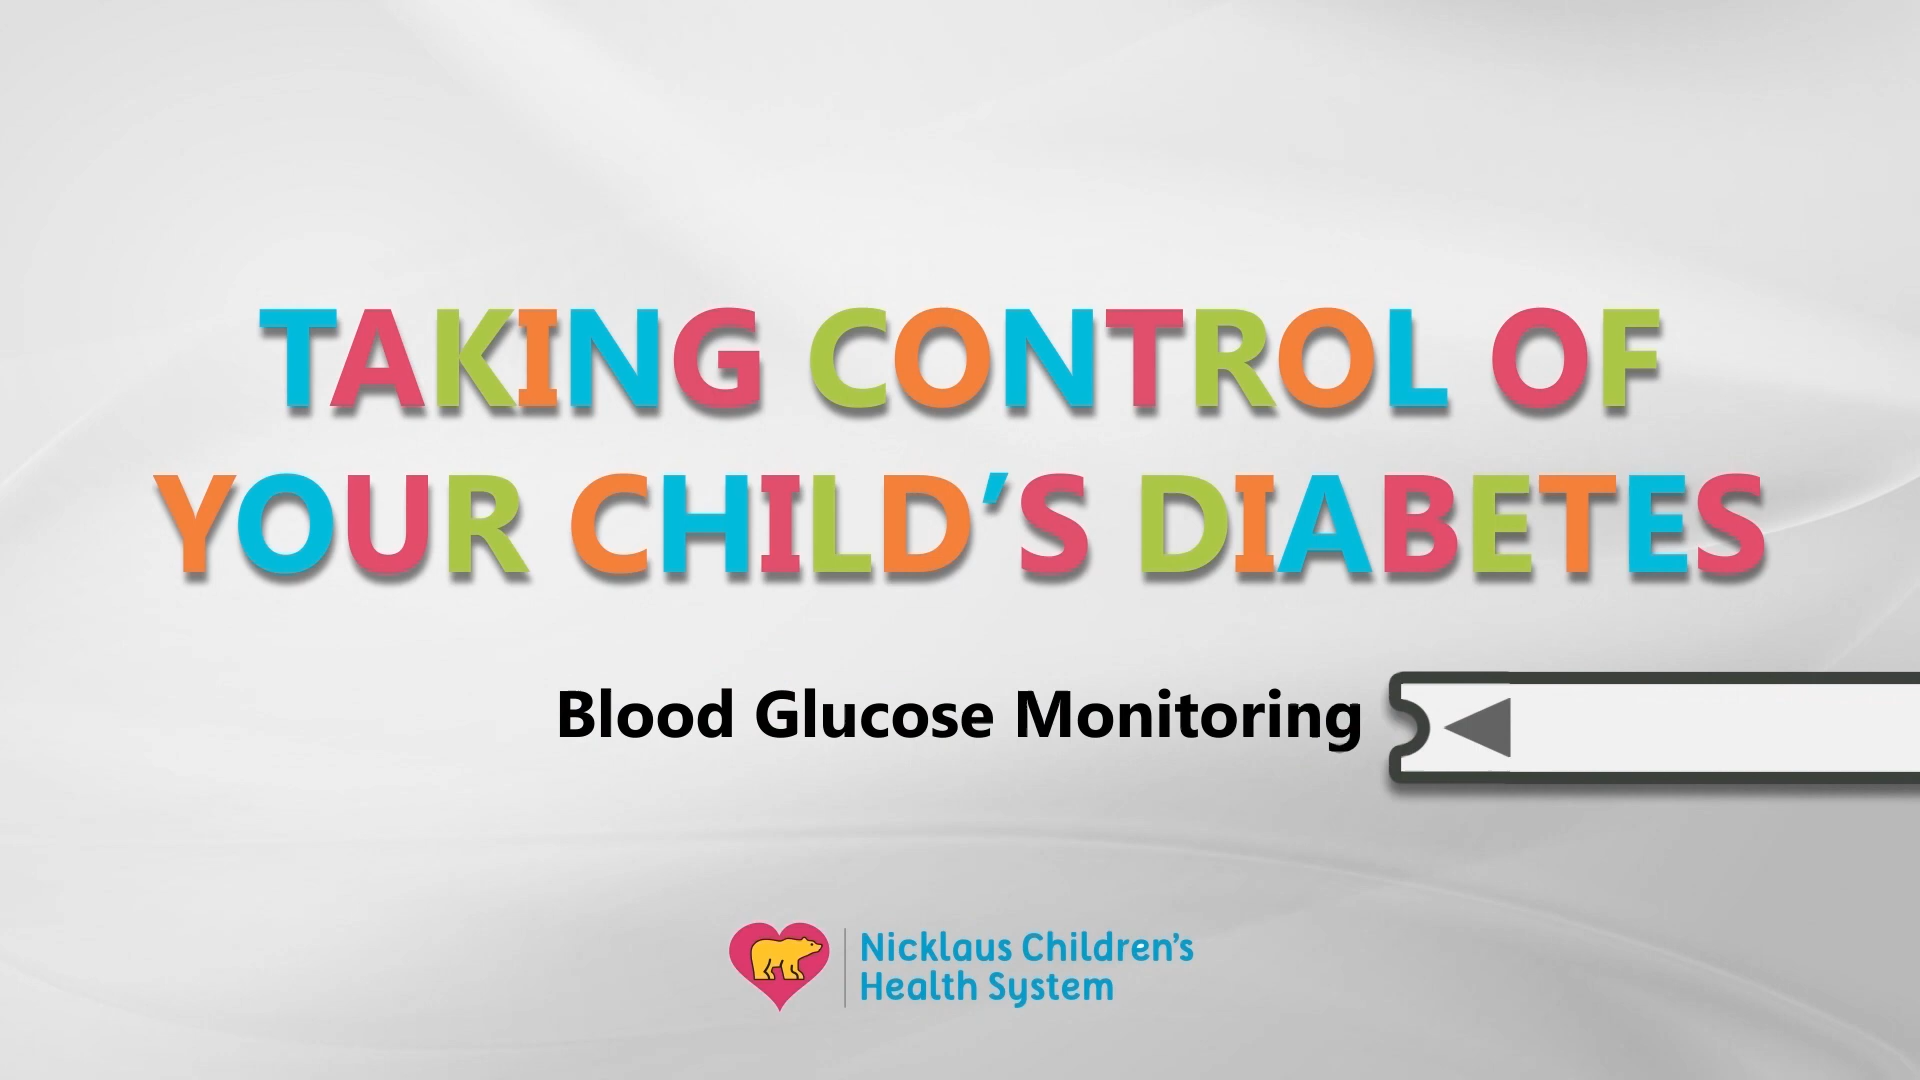 TAKING CONTROL OF
YOUR CHILD’S DIABETES
Blood Glucose Monitoring
Nicklaus Children’s
Health System